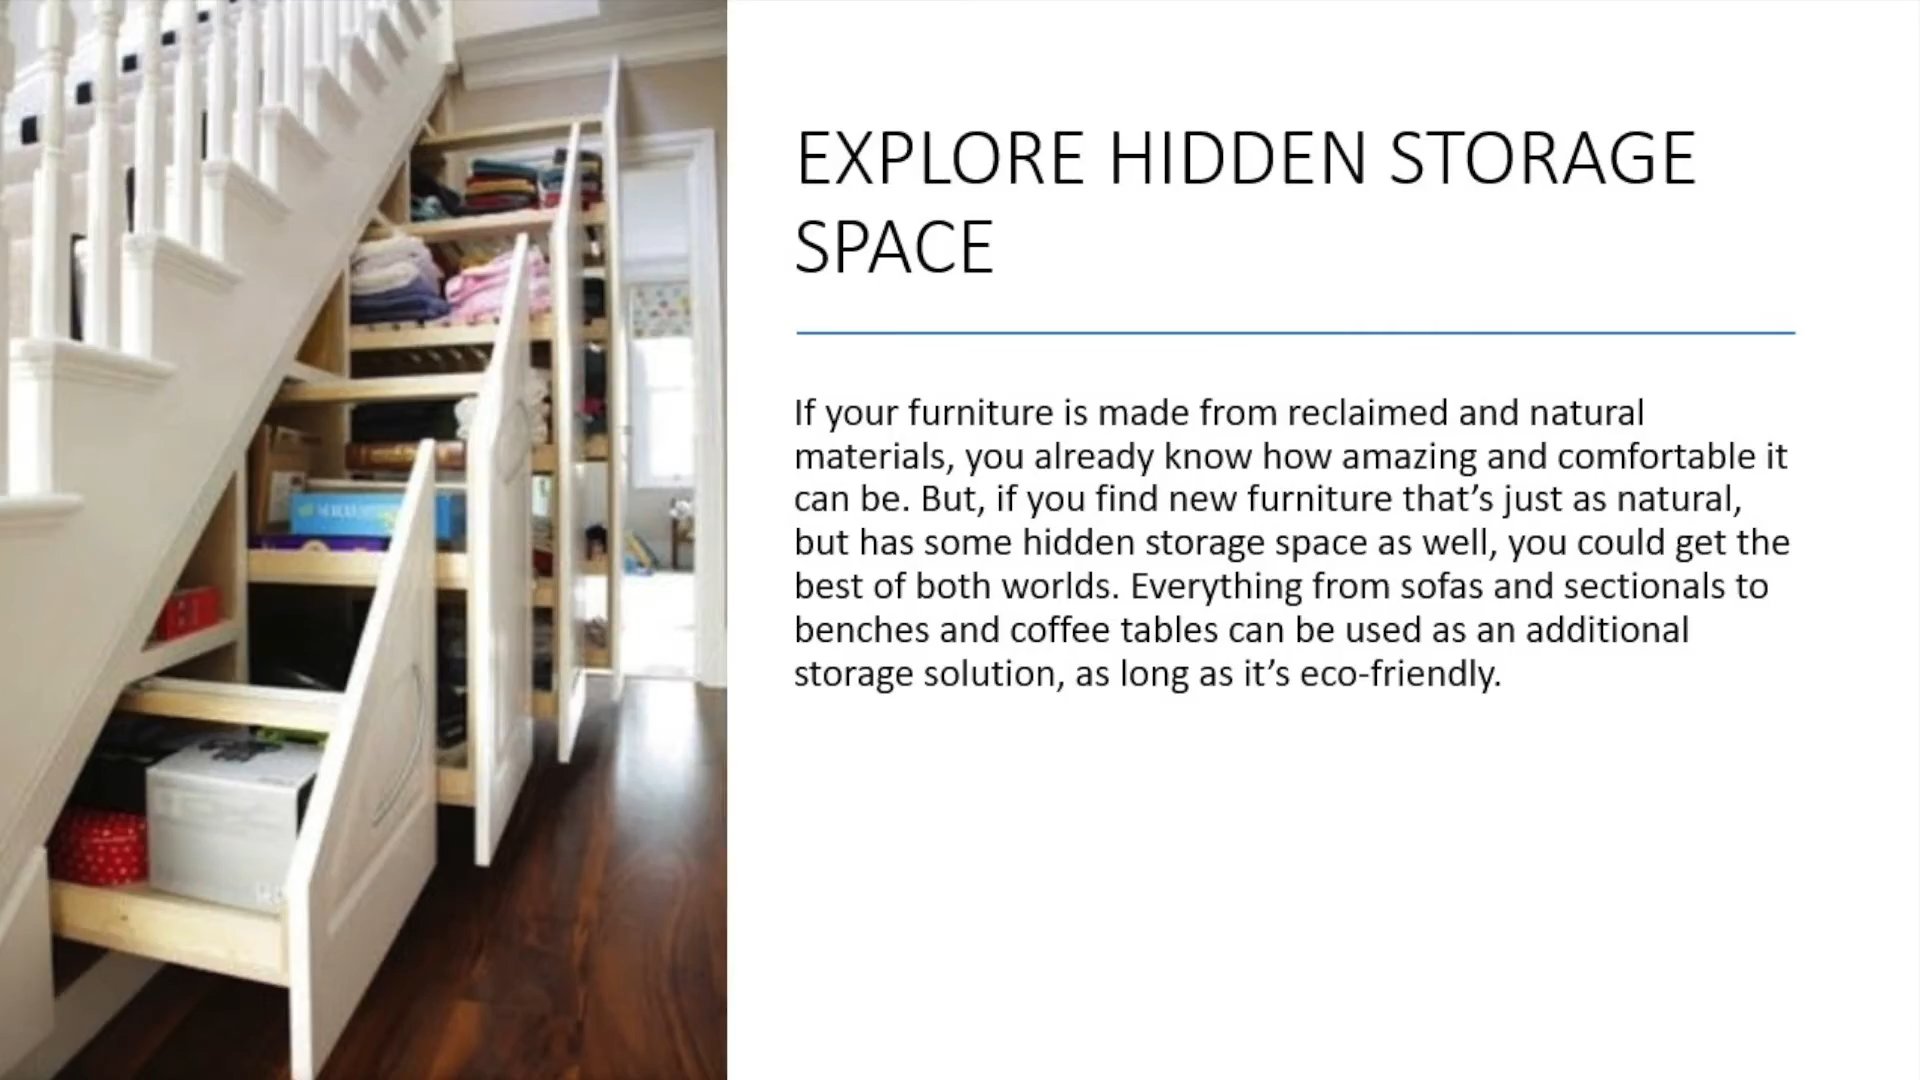 EXPLORE HIDDEN STORAGE
SPACE
If your furniture is made from reclaimed and natural
materials, you already know how amazing and comfortable it
can be. But, if you find new furniture that’s just as natural,
but has some hidden storage space as well, you could get the
best of both worlds. Everything from sofas and sectionals to
benches and coffee tables can be used as an additional
storage solution, as long as it’s eco-friendly.